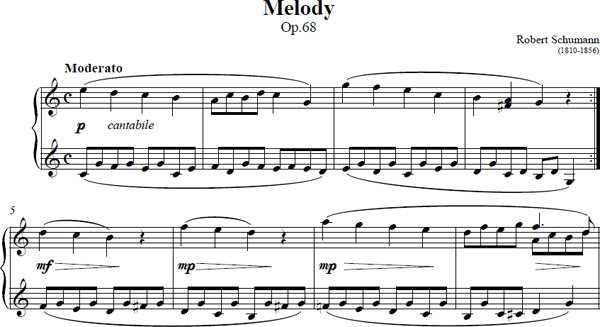 Melody
Op.68
Robert Schumann
(1810-1856)
Moderato
p cantabile
5
mf mp mp